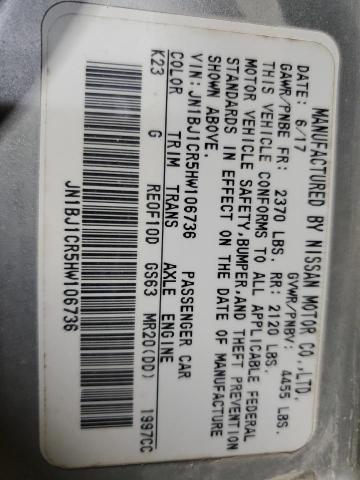 MANUFACTURED BY NISSAN MOTOR CO.,LTD.
DATE: 6/17 GVWR/PNBV: 4455 LBS.
GAWR/PNBE FR: 2370 LBS. RR: 2120 LBS.
THIS VEHICLE CONFORMS TO ALL APPLICABLE FEDERAL
MOTOR VEHICLE SAFETY,BUMPER,AND THEFT PREVENTION
STANDARDS IN EFFECT ON THE DATE OF MANUFACTURE
SHOWN ABOVE.
VIN:JN1BJ1CR5HW106736 PASSENGER CAR
COLOR TRIM TRANS AXLE ENGINE
K23 G RE0F10D GS63 MR20(DD) 1997CC
JN1BJ1CR5HW106736